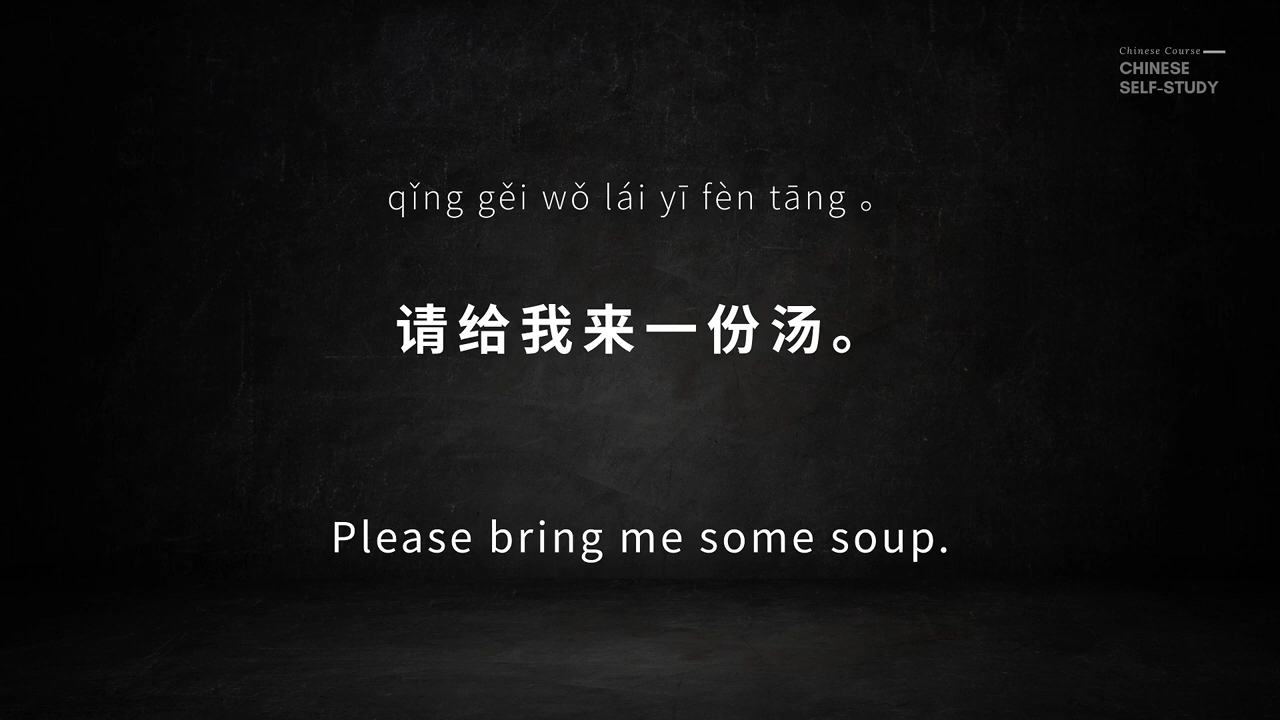 Chinese Course
CHINESE
SELF-STUDY
qǐng gěi wǒ lái yī fèn tāng 。
请给我来一份汤。
Please bring me some soup.